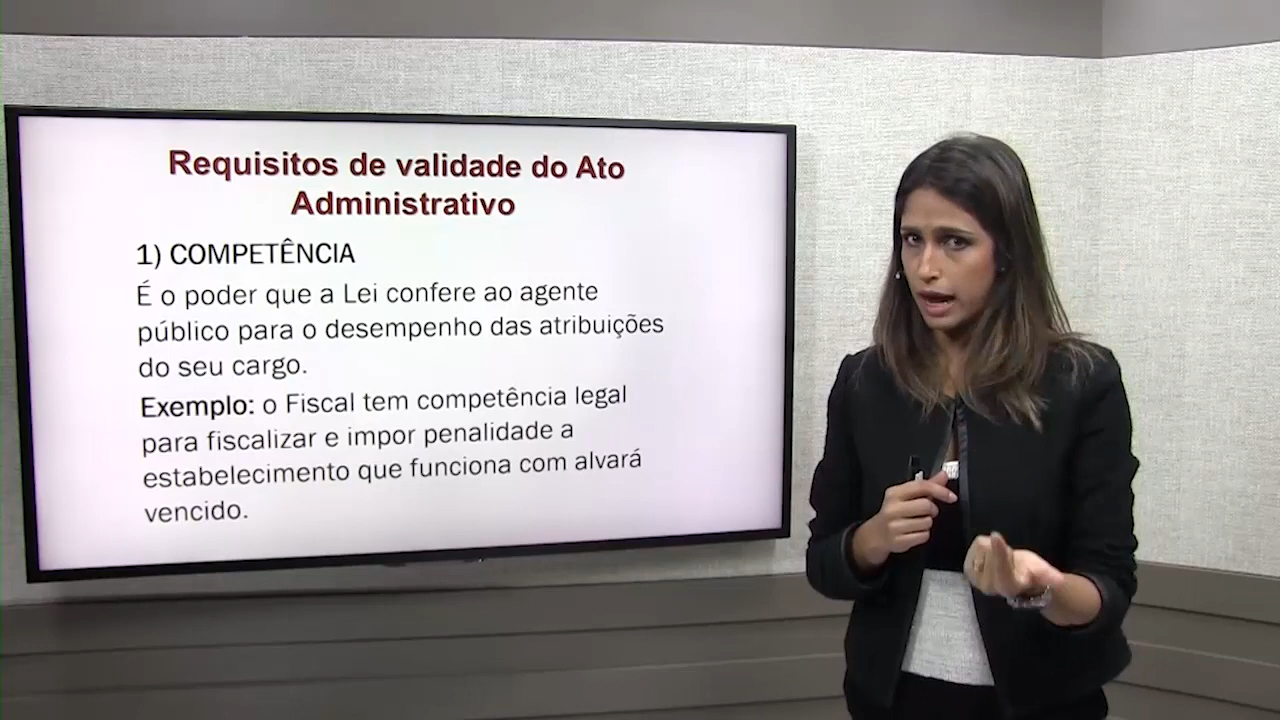 Requisitos de validade do Ato
Administrativo
1) COMPETÊNCIA
É o poder que a Lei confere ao agente
público para o desempenho das atribuições
do seu cargo.
Exemplo: o Fiscal tem competência legal
para fiscalizar e impor penalidade a
estabelecimento que funciona com alvará
vencido.